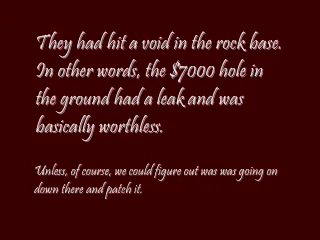 They had hit a void in the rock base.
In other words, the $7000 hole in
the ground had a leak and was
basically worthless.
Unless, of course, we could figure out was was going on
down there and patch it.